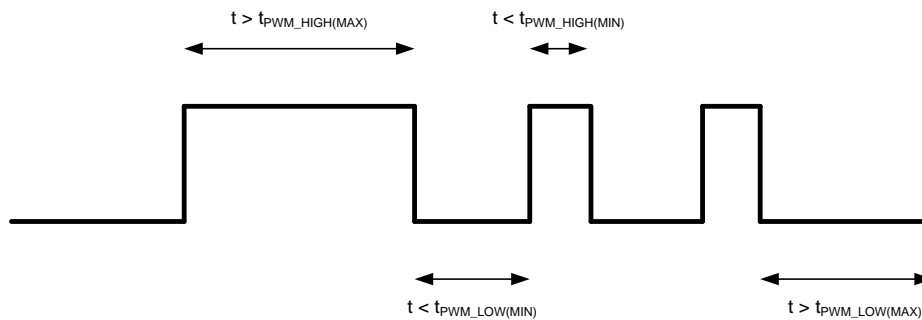 t > tPWM_HIGH(MAX)
t < tPWM_HIGH(MIN)
t < tPWM_LOW(MIN)
t > tPWM_LOW(MAX)